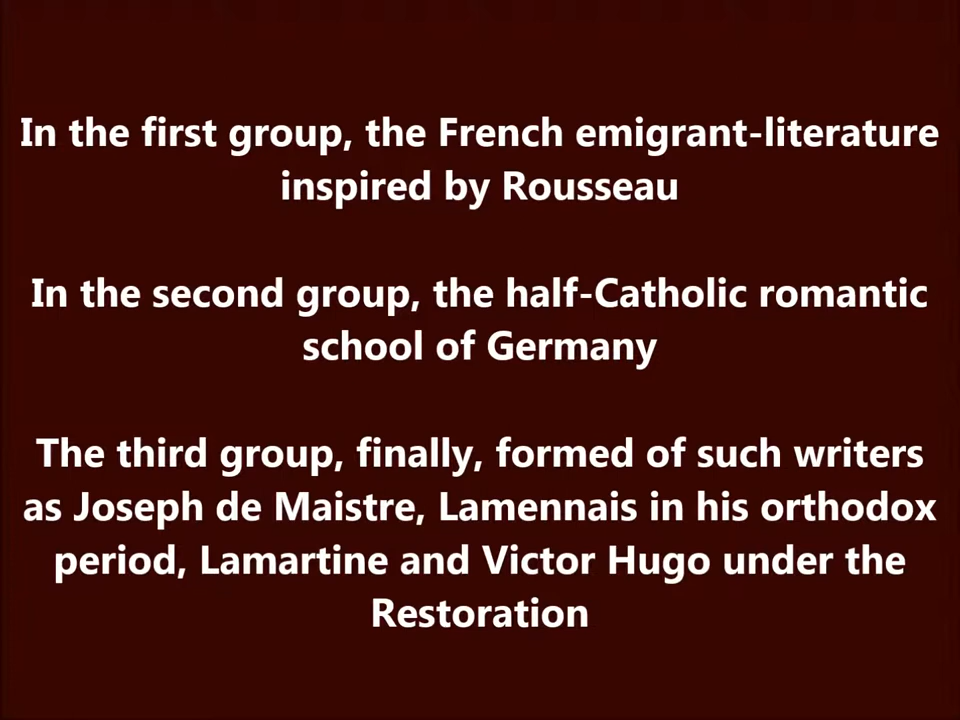 In the first group, the French emigrant-literature
inspired by Rousseau
In the second group, the half-Catholic romantic
school of Germany
The third group, finally, formed of such writers
as Joseph de Maistre, Lamennais in his orthodox
period, Lamartine and Victor Hugo under the
Restoration